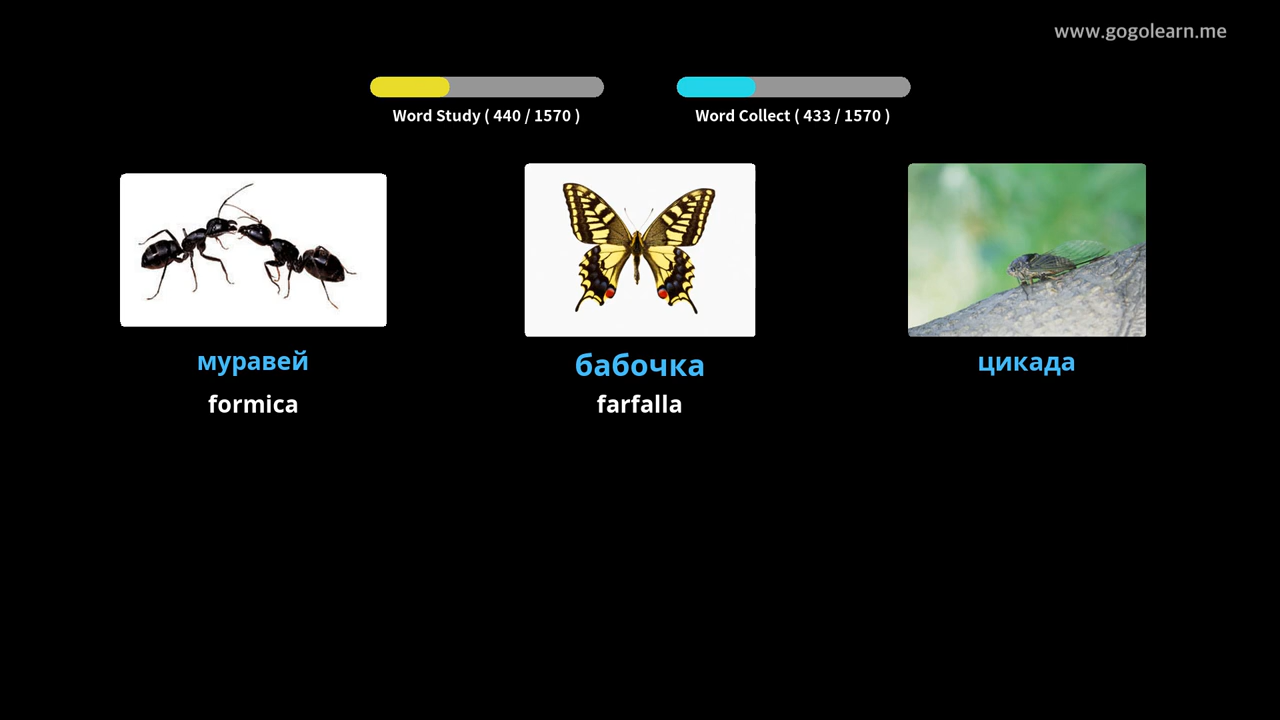 www.gogolearn.me
Word Study ( 440 / 1570 )
Word Collect ( 433 / 1570 )
муравей
formica
бабочка
farfalla
цикада